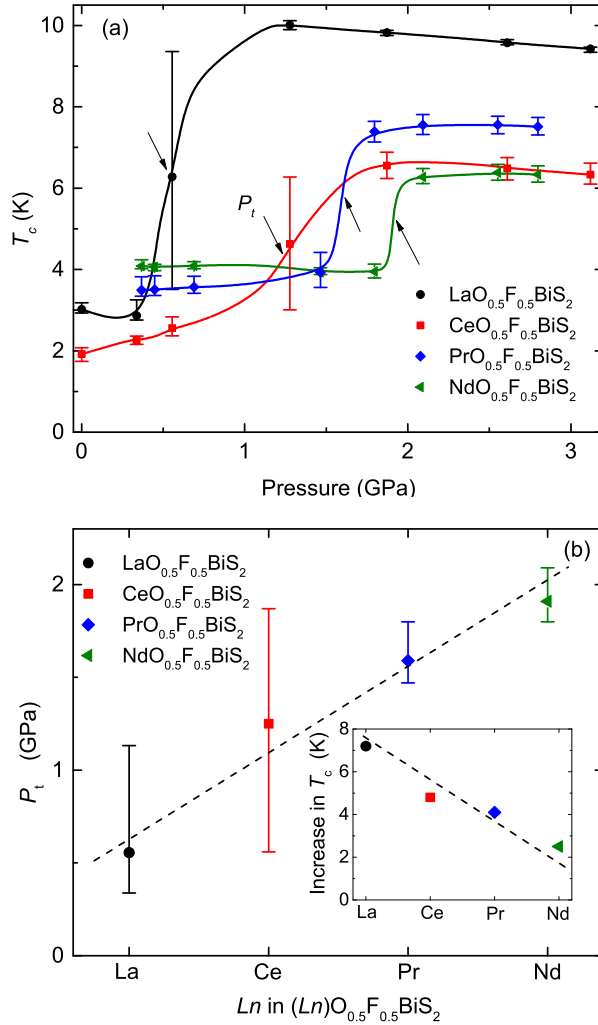 (a)
10
8
6
4
2
0
T_c (K)
P_t
LaO0.5F0.5BiS2
CeO0.5F0.5BiS2
PrO0.5F0.5BiS2
NdO0.5F0.5BiS2
0 1 2 3
Pressure (GPa)
(b)
LaO0.5F0.5BiS2
CeO0.5F0.5BiS2
PrO0.5F0.5BiS2
NdO0.5F0.5BiS2
2
1
0
P_t (GPa)
8
6
4
2
0
Increase in T_c (K)
La Ce Pr Nd
La Ce Pr Nd
Ln in (Ln)O0.5F0.5BiS2